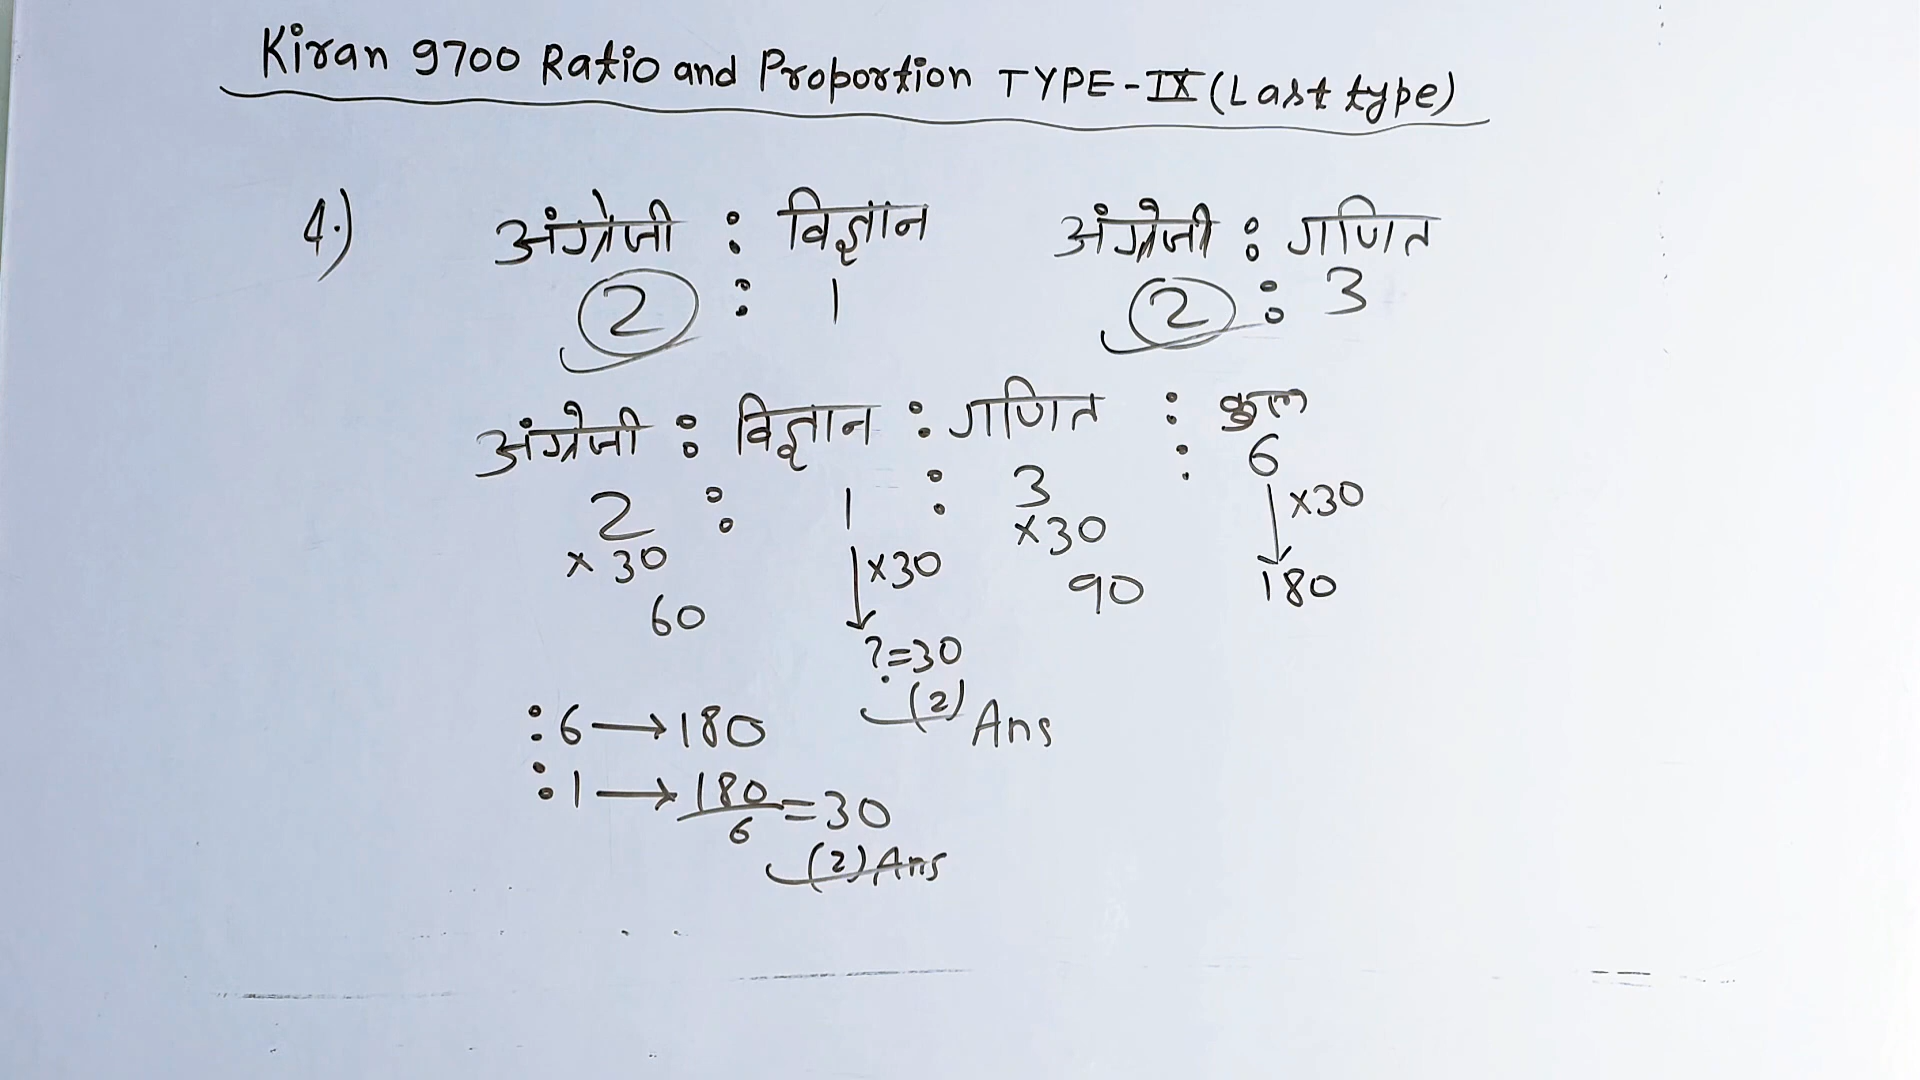 Kiran 9700 Ratio and Proportion TYPE-IX (Last type)
4.) अंग्रेजी : विज्ञान अंग्रेजी : गणित
2 : 1 2 : 3
अंग्रेजी : विज्ञान : गणित : कुल
2 : 1 : 3 : 6
×30 ×30 ×30 ×30
60 ?=30 90 180
(2) Ans
: 6 → 180
: 1 → 180/6 = 30
(2) Ans